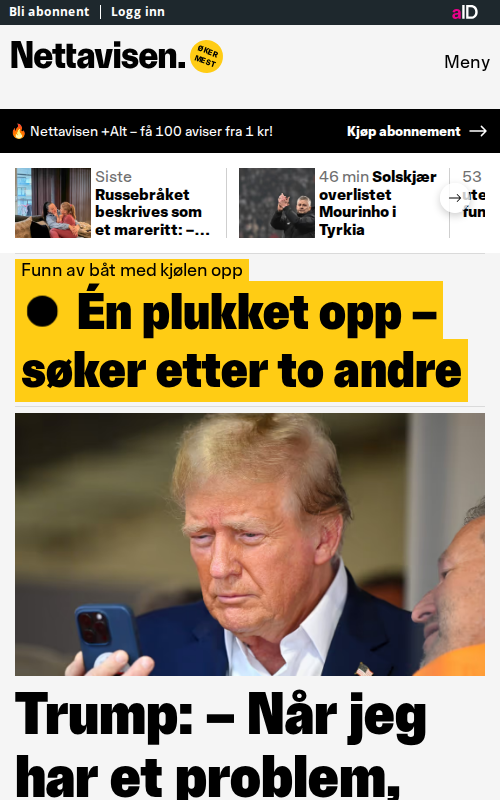 Bli abonnent | Logg inn
aID
Nettavisen.
ØKER
MEST
Meny
Nettavisen +Alt – få 100 aviser fra 1 kr!
Kjøp abonnement
Siste
Russebråket
beskrives som
et mareritt: –...
46 min Solskjær
overlistet
Mourinho i
Tyrkia
53
Funn av båt med kjølen opp
Én plukket opp –
søker etter to andre
Trump: – Når jeg
har et problem,